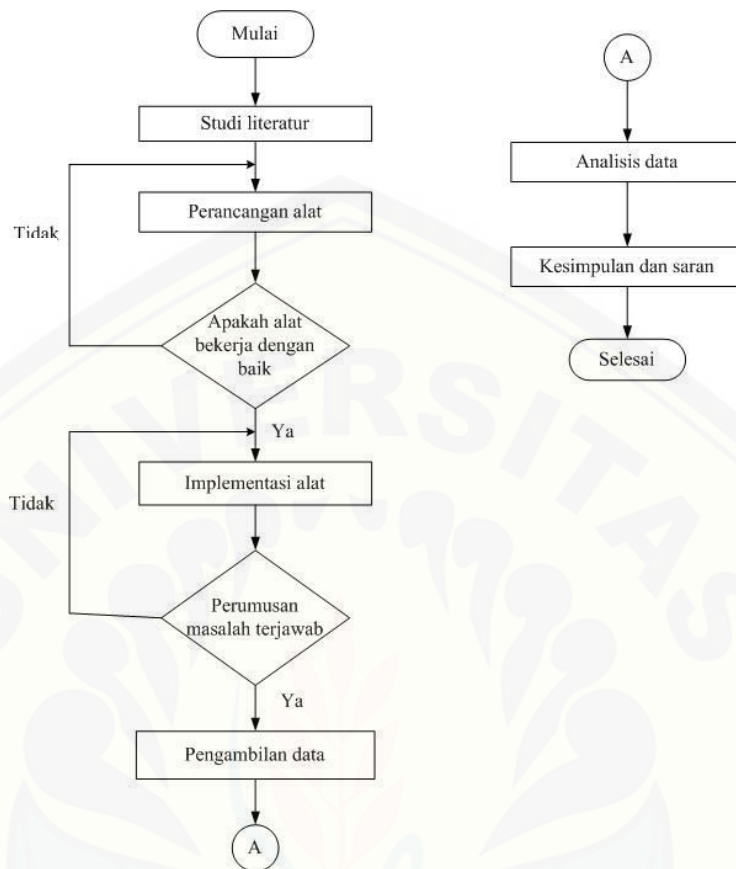 Mulai
Studi literatur
Perancangan alat
Tidak
Apakah alat
bekerja dengan
baik
Ya
Implementasi alat
Tidak
Perumusan
masalah terjawab
Ya
Pengambilan data
A
A
Analisis data
Kesimpulan dan saran
Selesai
UNIVERSITAS